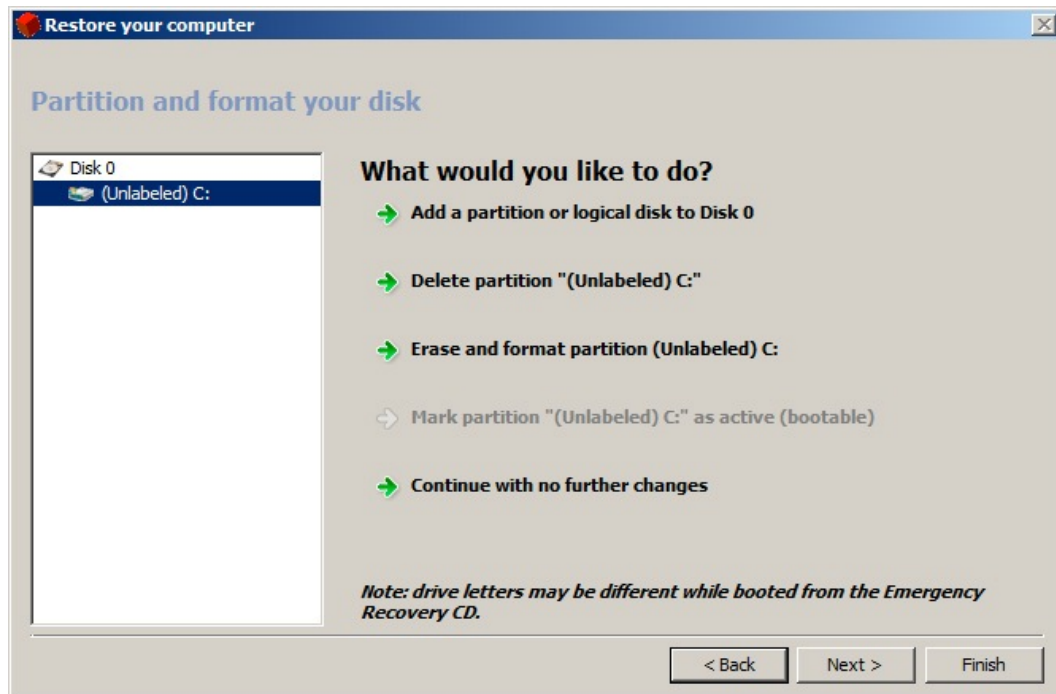 Restore your computer
Partition and format your disk
Disk 0
(Unlabeled) C:
What would you like to do?
Add a partition or logical disk to Disk 0
Delete partition "(Unlabeled) C:"
Erase and format partition (Unlabeled) C:
Mark partition "(Unlabeled) C:" as active (bootable)
Continue with no further changes
Note: drive letters may be different while booted from the Emergency
Recovery CD.
< Back
Next >
Finish